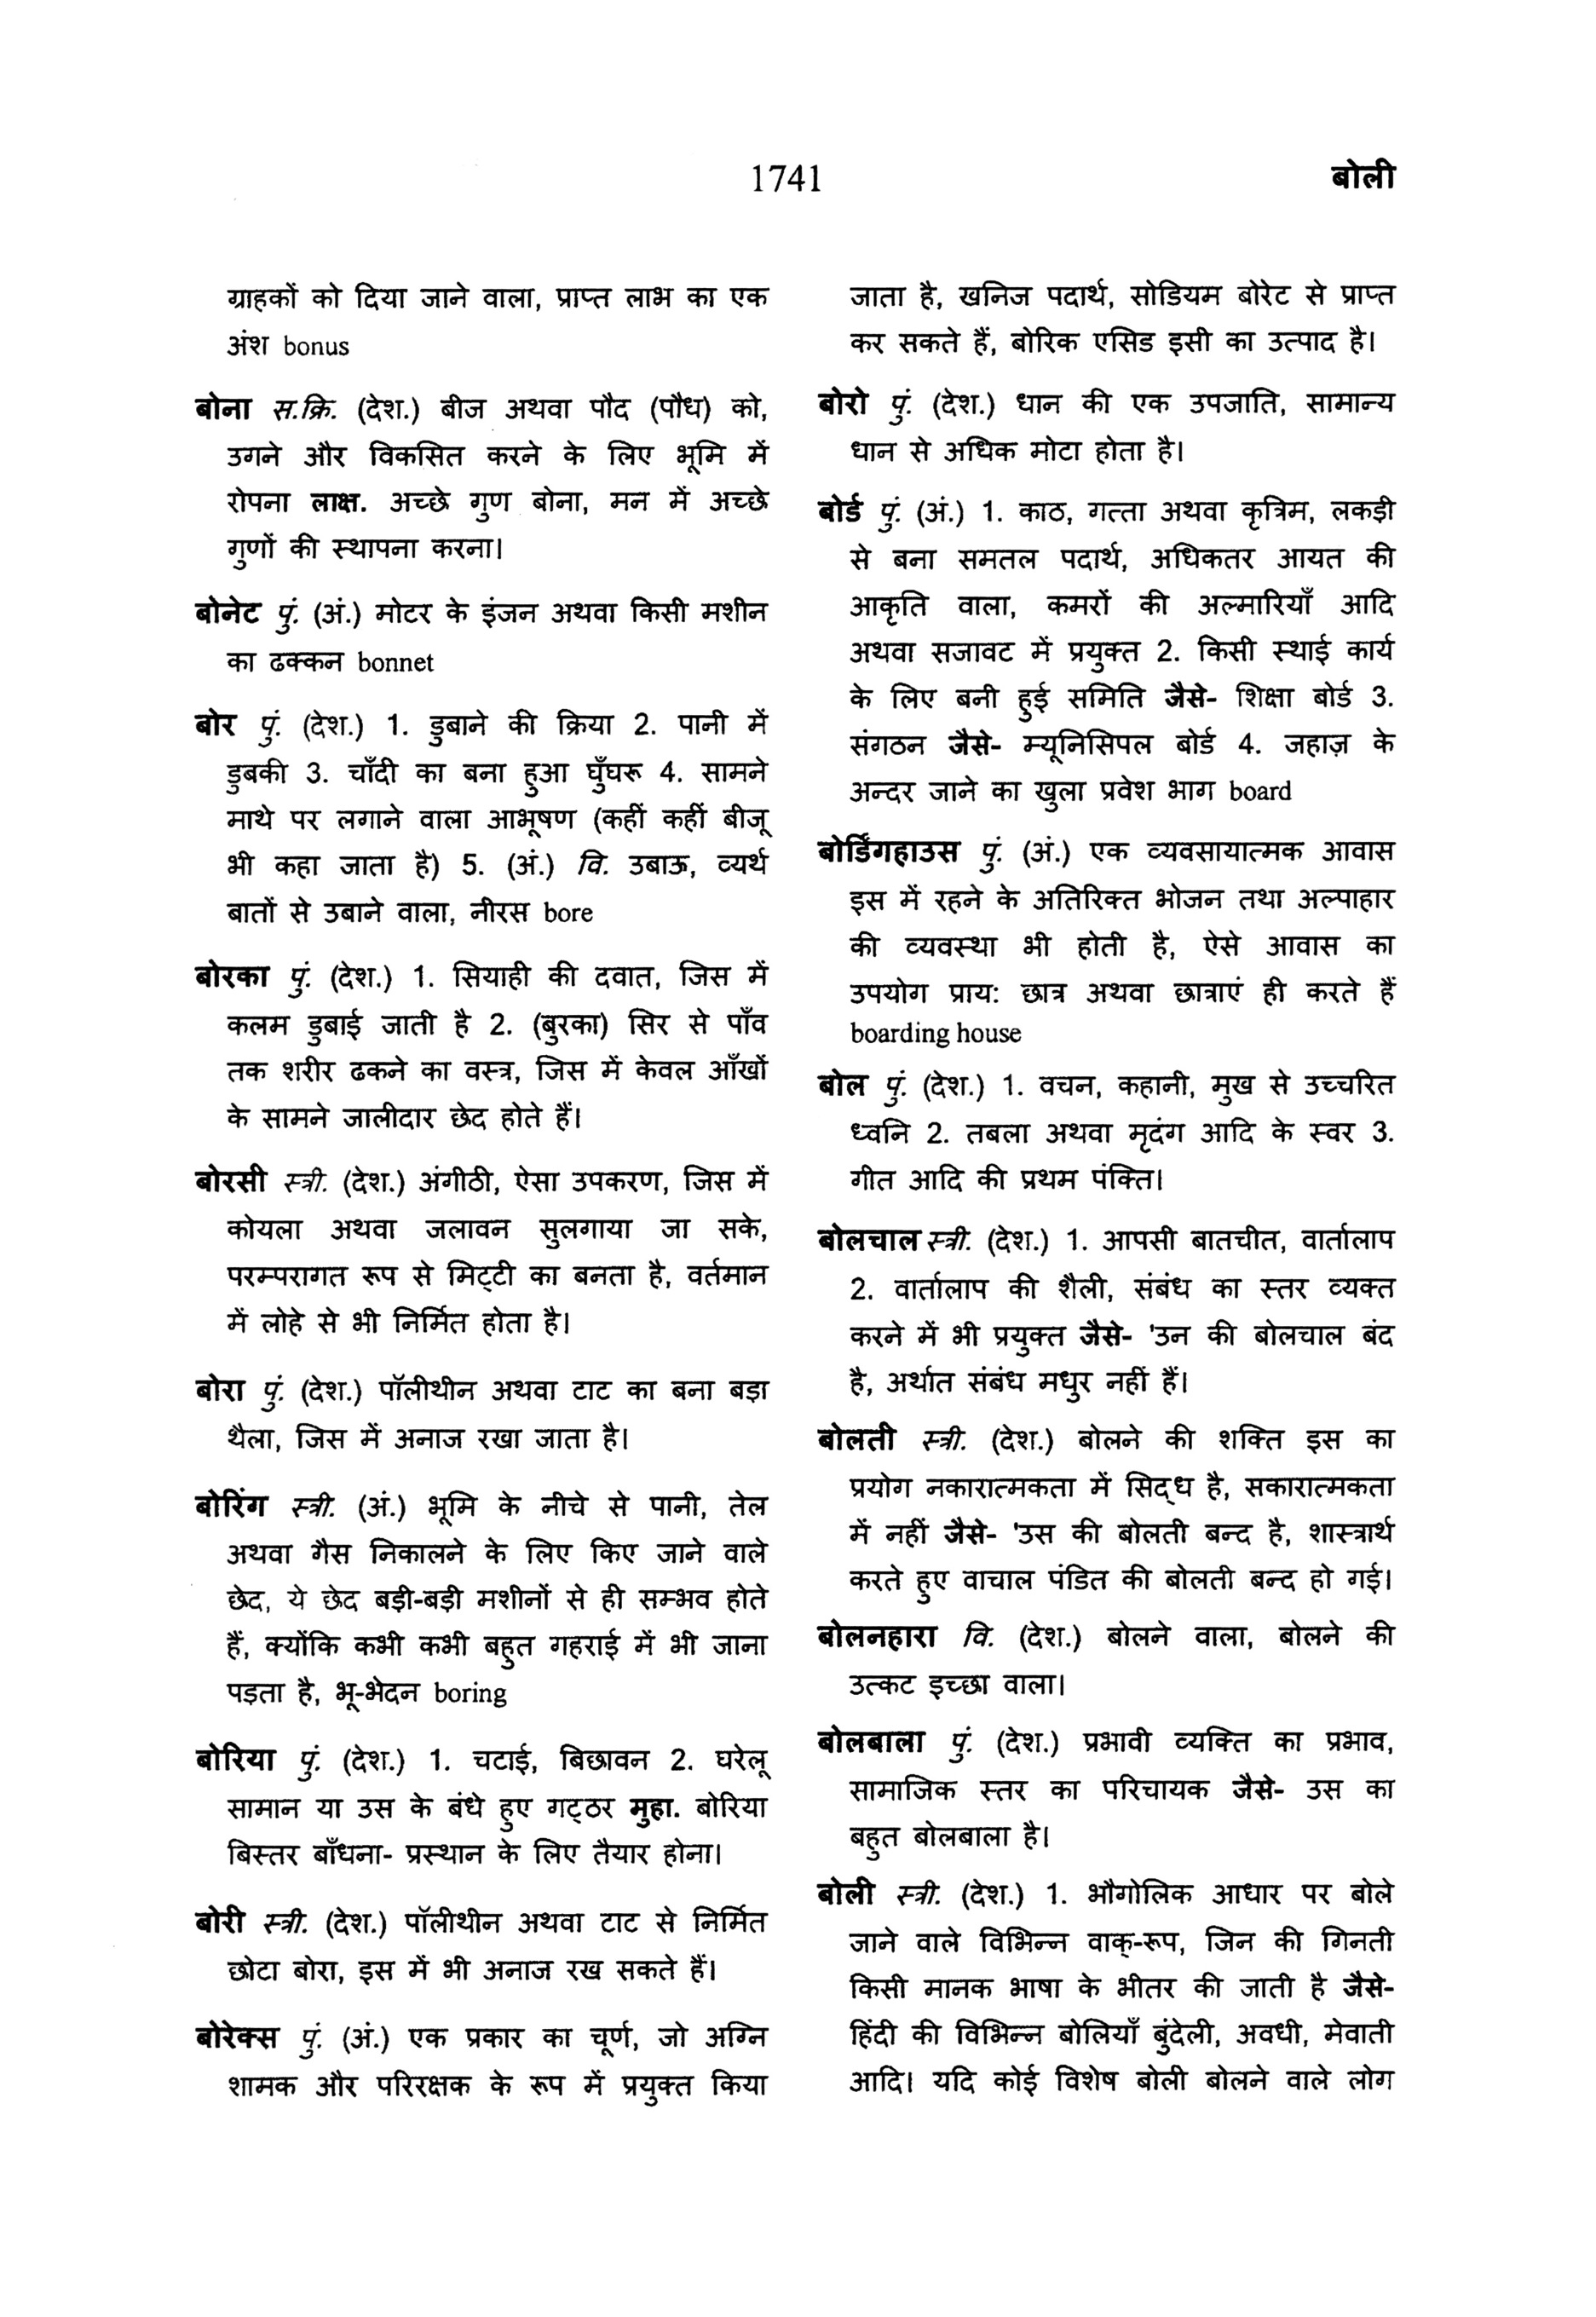 1741
बोली
ग्राहकों को दिया जाने वाला, प्राप्त लाभ का एक
अंश bonus
बोना स.क्रि. (देश.) बीज अथवा पौद (पौध) को,
उगने और विकसित करने के लिए भूमि में
रोपना लाक्ष. अच्छे गुण बोना, मन में अच्छे
गुणों की स्थापना करना।
बोनेट पुं. (अं.) मोटर के इंजन अथवा किसी मशीन
का ढक्कन bonnet
बोर पुं. (देश.) 1. डुबाने की क्रिया 2. पानी में
डुबकी 3. चाँदी का बना हुआ घुँघरू 4. सामने
माथे पर लगाने वाला आभूषण (कहीं कहीं बीजू
भी कहा जाता है) 5. (अं.) वि. उबाऊ, व्यर्थ
बातों से उबाने वाला, नीरस bore
बोरका पुं. (देश.) 1. सियाही की दवात, जिस में
कलम डुबाई जाती है 2. (बुरका) सिर से पाँव
तक शरीर ढकने का वस्त्र, जिस में केवल आँखों
के सामने जालीदार छेद होते हैं।
बोरसी स्त्री. (देश.) अंगीठी, ऐसा उपकरण, जिस में
कोयला अथवा जलावन सुलगाया जा सके,
परम्परागत रूप से मिट्टी का बनता है, वर्तमान
में लोहे से भी निर्मित होता है।
बोरा पुं. (देश.) पॉलीथीन अथवा टाट का बना बड़ा
थैला, जिस में अनाज रखा जाता है।
बोरिंग स्त्री. (अं.) भूमि के नीचे से पानी, तेल
अथवा गैस निकालने के लिए किए जाने वाले
छेद, ये छेद बड़ी-बड़ी मशीनों से ही सम्भव होते
हैं, क्योंकि कभी कभी बहुत गहराई में भी जाना
पड़ता है, भू-भेदन boring
बोरिया पुं. (देश.) 1. चटाई, बिछावन 2. घरेलू
सामान या उस के बंधे हुए गट्ठर मुहा. बोरिया
बिस्तर बाँधना- प्रस्थान के लिए तैयार होना।
बोरी स्त्री. (देश.) पॉलीथीन अथवा टाट से निर्मित
छोटा बोरा, इस में भी अनाज रख सकते हैं।
बोरेक्स पुं. (अं.) एक प्रकार का चूर्ण, जो अग्नि
शामक और परिरक्षक के रूप में प्रयुक्त किया
जाता है, खनिज पदार्थ, सोडियम बोरेट से प्राप्त
कर सकते हैं, बोरिक एसिड इसी का उत्पाद है।
बोरो पुं. (देश.) धान की एक उपजाति, सामान्य
धान से अधिक मोटा होता है।
बोर्ड पुं. (अं.) 1. काठ, गत्ता अथवा कृत्रिम, लकड़ी
से बना समतल पदार्थ, अधिकतर आयत की
आकृति वाला, कमरों की अल्मारियाँ आदि
अथवा सजावट में प्रयुक्त 2. किसी स्थाई कार्य
के लिए बनी हुई समिति जैसे- शिक्षा बोर्ड 3.
संगठन जैसे- म्यूनिसिपल बोर्ड 4. जहाज़ के
अन्दर जाने का खुला प्रवेश भाग board
बोर्डिंगहाउस पुं. (अं.) एक व्यवसायात्मक आवास
इस में रहने के अतिरिक्त भोजन तथा अल्पाहार
की व्यवस्था भी होती है, ऐसे आवास का
उपयोग प्राय: छात्र अथवा छात्राएं ही करते हैं
boarding house
बोल पुं. (देश.) 1. वचन, कहानी, मुख से उच्चरित
ध्वनि 2. तबला अथवा मृदंग आदि के स्वर 3.
गीत आदि की प्रथम पंक्ति।
बोलचाल स्त्री. (देश.) 1. आपसी बातचीत, वार्तालाप
2. वार्तालाप की शैली, संबंध का स्तर व्यक्त
करने में भी प्रयुक्त जैसे- 'उन की बोलचाल बंद
है, अर्थात संबंध मधुर नहीं हैं।
बोलती स्त्री. (देश.) बोलने की शक्ति इस का
प्रयोग नकारात्मकता में सिद्ध है, सकारात्मकता
में नहीं जैसे- 'उस की बोलती बन्द है, शास्त्रार्थ
करते हुए वाचाल पंडित की बोलती बन्द हो गई।
बोलनहारा वि. (देश.) बोलने वाला, बोलने की
उत्कट इच्छा वाला।
बोलबाला पुं. (देश.) प्रभावी व्यक्ति का प्रभाव,
सामाजिक स्तर का परिचायक जैसे- उस का
बहुत बोलबाला है।
बोली स्त्री. (देश.) 1. भौगोलिक आधार पर बोले
जाने वाले विभिन्न वाक्-रूप, जिन की गिनती
किसी मानक भाषा के भीतर की जाती है जैसे-
हिंदी की विभिन्न बोलियाँ बुंदेली, अवधी, मेवाती
आदि। यदि कोई विशेष बोली बोलने वाले लोग